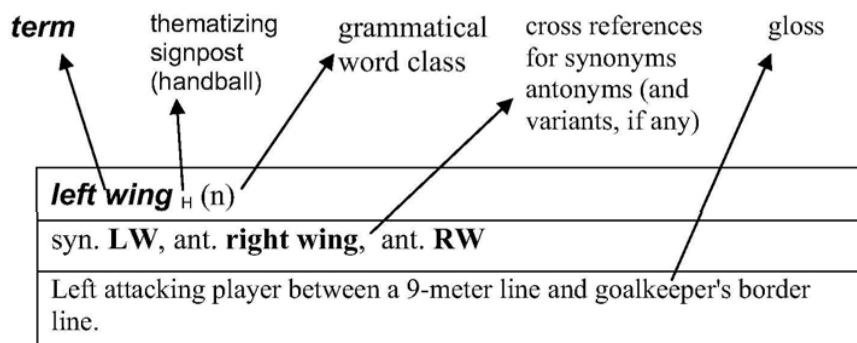 term
thematizing
signpost
(handball)
grammatical
word class
cross references
for synonyms
antonyms (and
variants, if any)
gloss
left wing H (n)
syn. LW, ant. right wing, ant. RW
Left attacking player between a 9-meter line and goalkeeper's border
line.